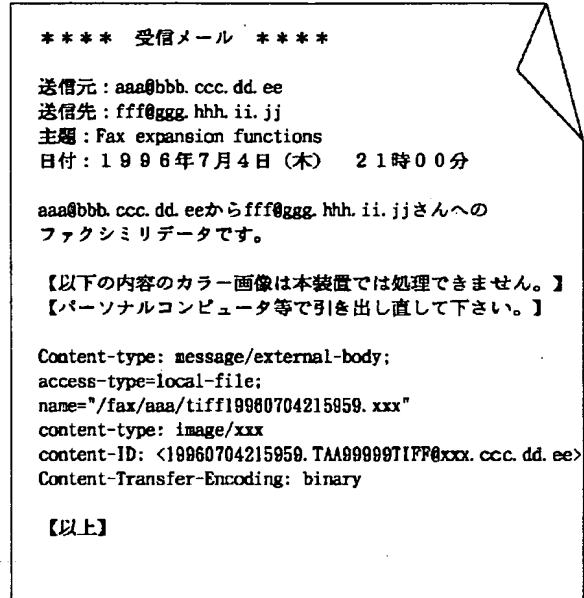 ＊＊＊＊　受信メール　＊＊＊＊
送信元：aaa@bbb.ccc.dd.ee
送信先：fff@ggg.hhh.ii.jj
主題：Fax expansion functions
日付：１９９６年７月４日（木）　２１時００分
aaa@bbb.ccc.dd.eeからfff@ggg.hhh.ii.jjさんへの
ファクシミリデータです。
【以下の内容のカラー画像は本装置では処理できません。】
【パーソナルコンピュータ等で引き出し直して下さい。】
Content-type: message/external-body;
access-type=local-file;
name="/fax/aaa/tiff19960704215959.xxx"
content-type: image/xxx
content-ID: <19960704215959.TAA99999TIFF@xxx.ccc.dd.ee>
Content-Transfer-Encoding: binary
【以上】